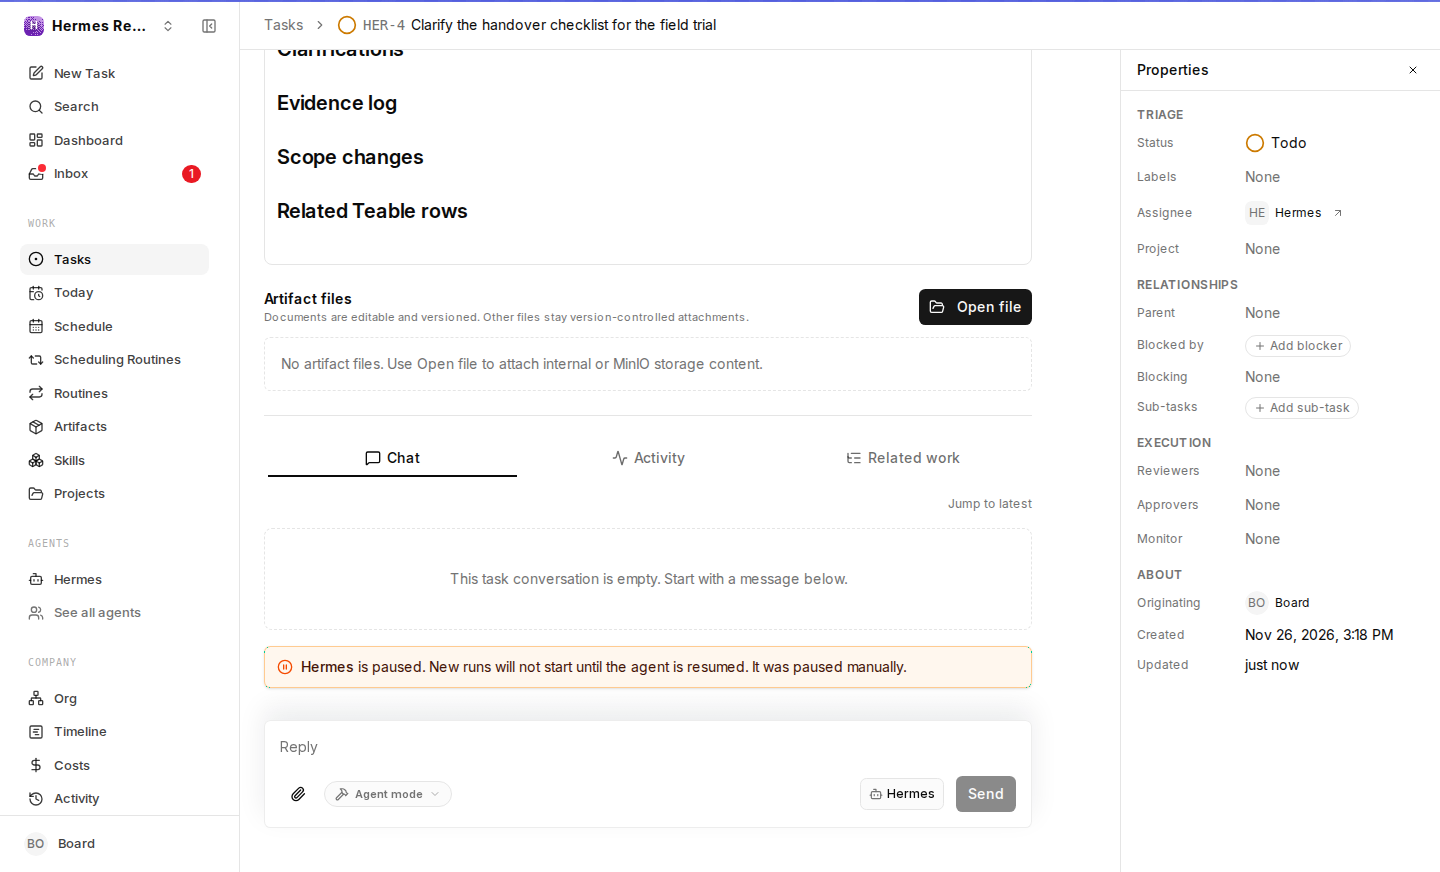 Hermes Re...
New Task
Search
Dashboard
Inbox
1
WORK
Tasks
Today
Schedule
Scheduling Routines
Routines
Artifacts
Skills
Projects
AGENTS
Hermes
See all agents
COMPANY
Org
Timeline
Costs
Activity
BO Board
Tasks
HER-4 Clarify the handover checklist for the field trial
Clarifications
Evidence log
Scope changes
Related Teable rows
Artifact files
Documents are editable and versioned. Other files stay version-controlled attachments.
Open file
No artifact files. Use Open file to attach internal or MinIO storage content.
Chat
Activity
Related work
Jump to latest
This task conversation is empty. Start with a message below.
Hermes is paused. New runs will not start until the agent is resumed. It was paused manually.
Reply
Agent mode
Hermes
Send
Properties
TRIAGE
Status Todo
Labels None
Assignee HE Hermes
Project None
RELATIONSHIPS
Parent None
Blocked by + Add blocker
Blocking None
Sub-tasks + Add sub-task
EXECUTION
Reviewers None
Approvers None
Monitor None
ABOUT
Originating BO Board
Created Nov 26, 2026, 3:18 PM
Updated just now